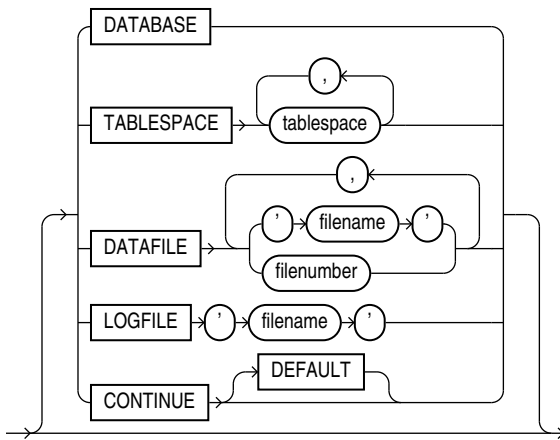 DATABASE
,
TABLESPACE tablespace
,
DATAFILE ' filename '
filenumber
LOGFILE ' filename '
DEFAULT
CONTINUE